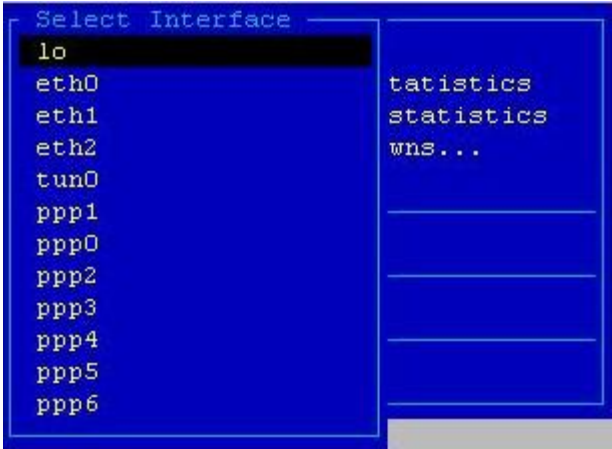 Select Interface
lo
eth0
tatistics
eth1
statistics
eth2
wns...
tun0
ppp1
ppp0
ppp2
ppp3
ppp4
ppp5
ppp6